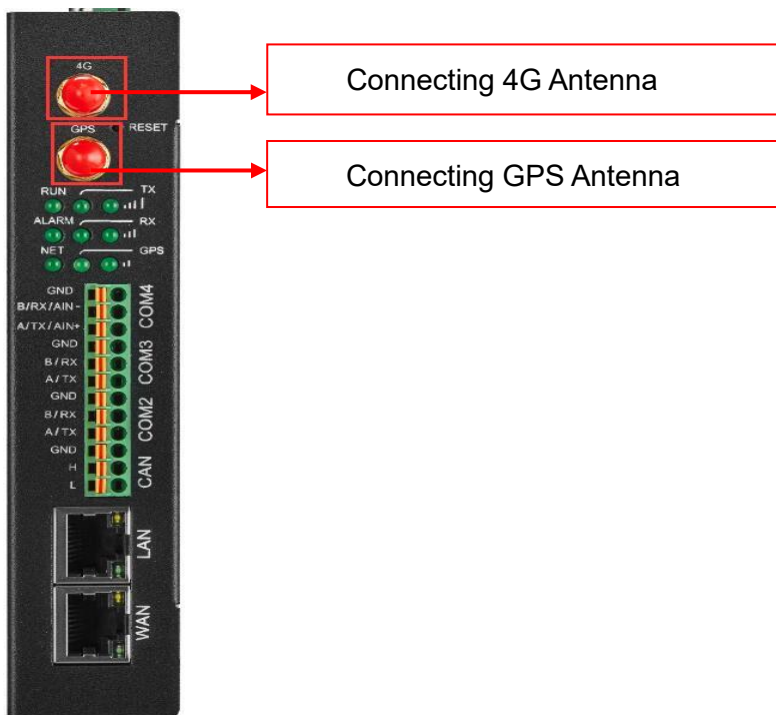 4G
Connecting 4G Antenna
GPS
RESET
Connecting GPS Antenna
RUN
TX
ALARM
RX
NET
GPS
GND
B/RX/AIN-
A/TX/AIN+
COM4
GND
B/RX
A/TX
COM3
GND
B/RX
A/TX
COM2
GND
H
L
CAN
LAN
WAN